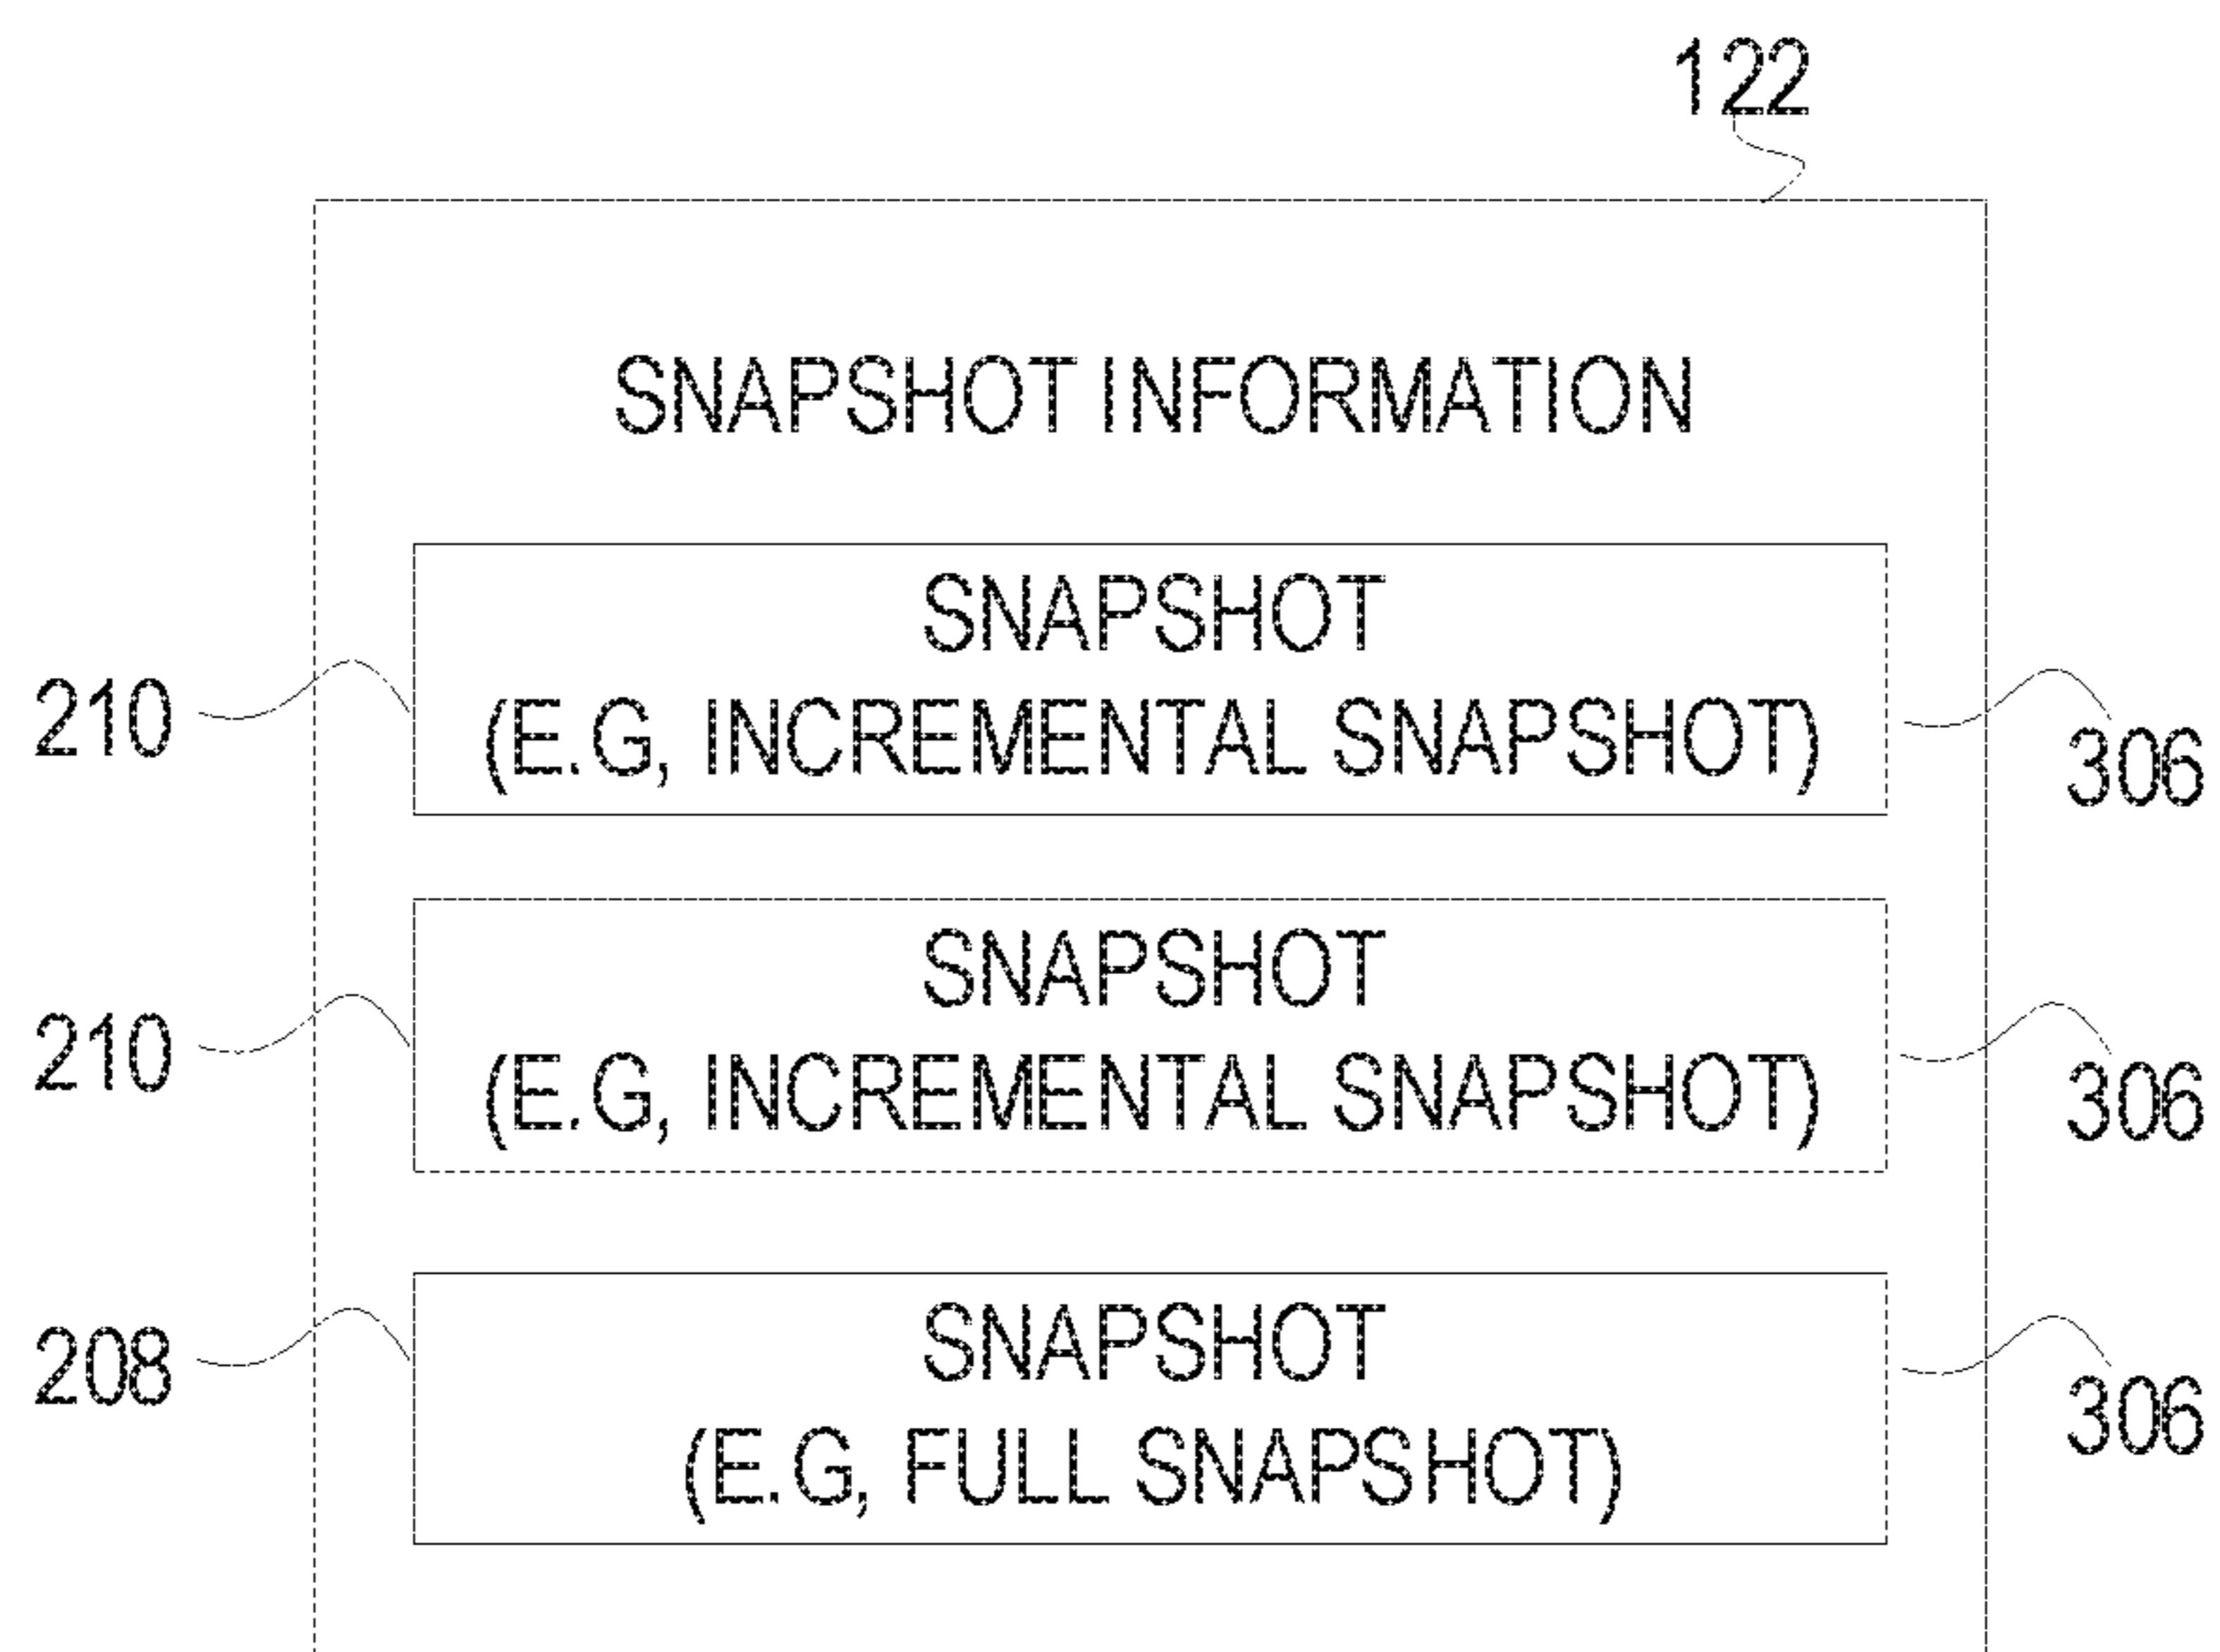 122
SNAPSHOT INFORMATION
SNAPSHOT
210 (E.G, INCREMENTAL SNAPSHOT) 306
SNAPSHOT
210 (E.G, INCREMENTAL SNAPSHOT) 306
SNAPSHOT
208 (E.G, FULL SNAPSHOT) 306